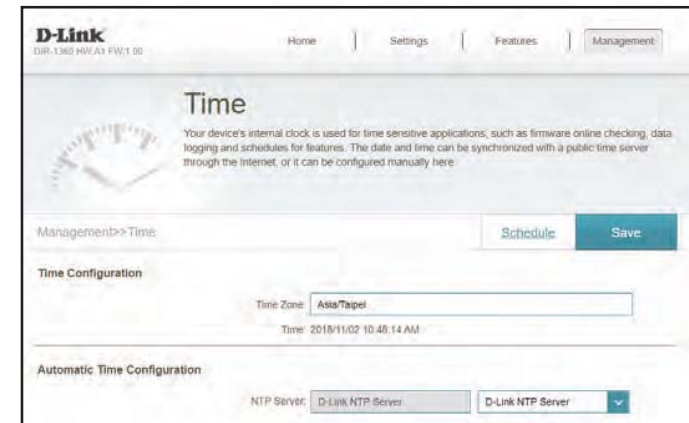 D-Link
DIR-1360 HW:A1 FW:1.00
Home | Settings | Features | Management
Time
Your device's internal clock is used for time sensitive applications, such as firmware online checking, data
logging and schedules for features. The date and time can be synchronized with a public time server
through the Internet, or it can be configured manually here
Management>>Time
Schedule
Save
Time Configuration
Time Zone: Asia/Taipei
Time: 2018/11/02 10:48:14 AM
Automatic Time Configuration
NTP Server: D-Link NTP Server D-Link NTP Server